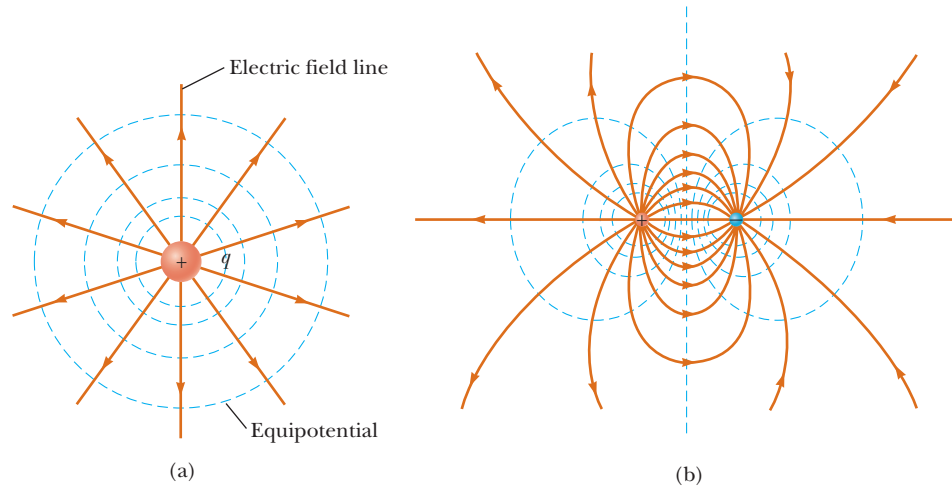 Electric field line
+
q
Equipotential
(a)
+
–
(b)